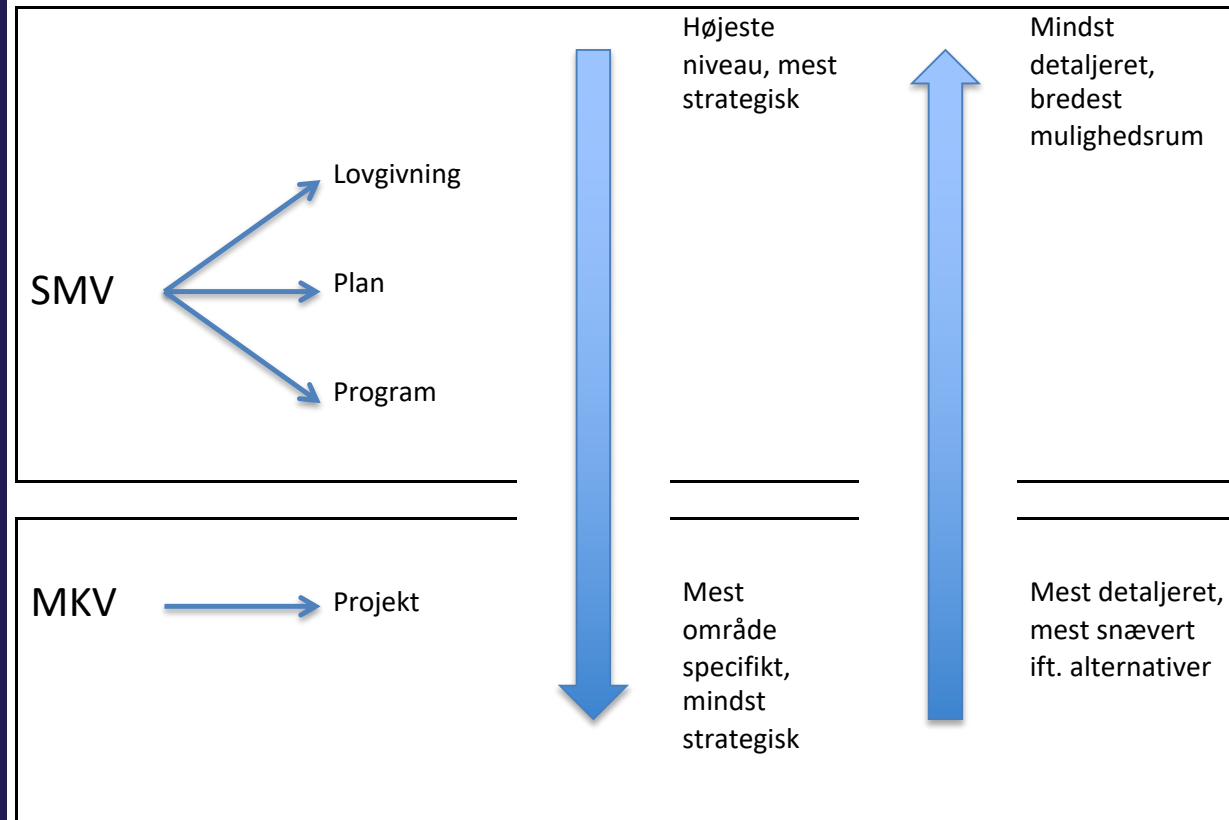 Højeste
niveau, mest
strategisk
Mindst
detaljeret,
bredest
mulighedsrum
Lovgivning
SMV
Plan
Program
MKV
Projekt
Mest
område
specifikt,
mindst
strategisk
Mest detaljeret,
mest snævert
ift. alternativer